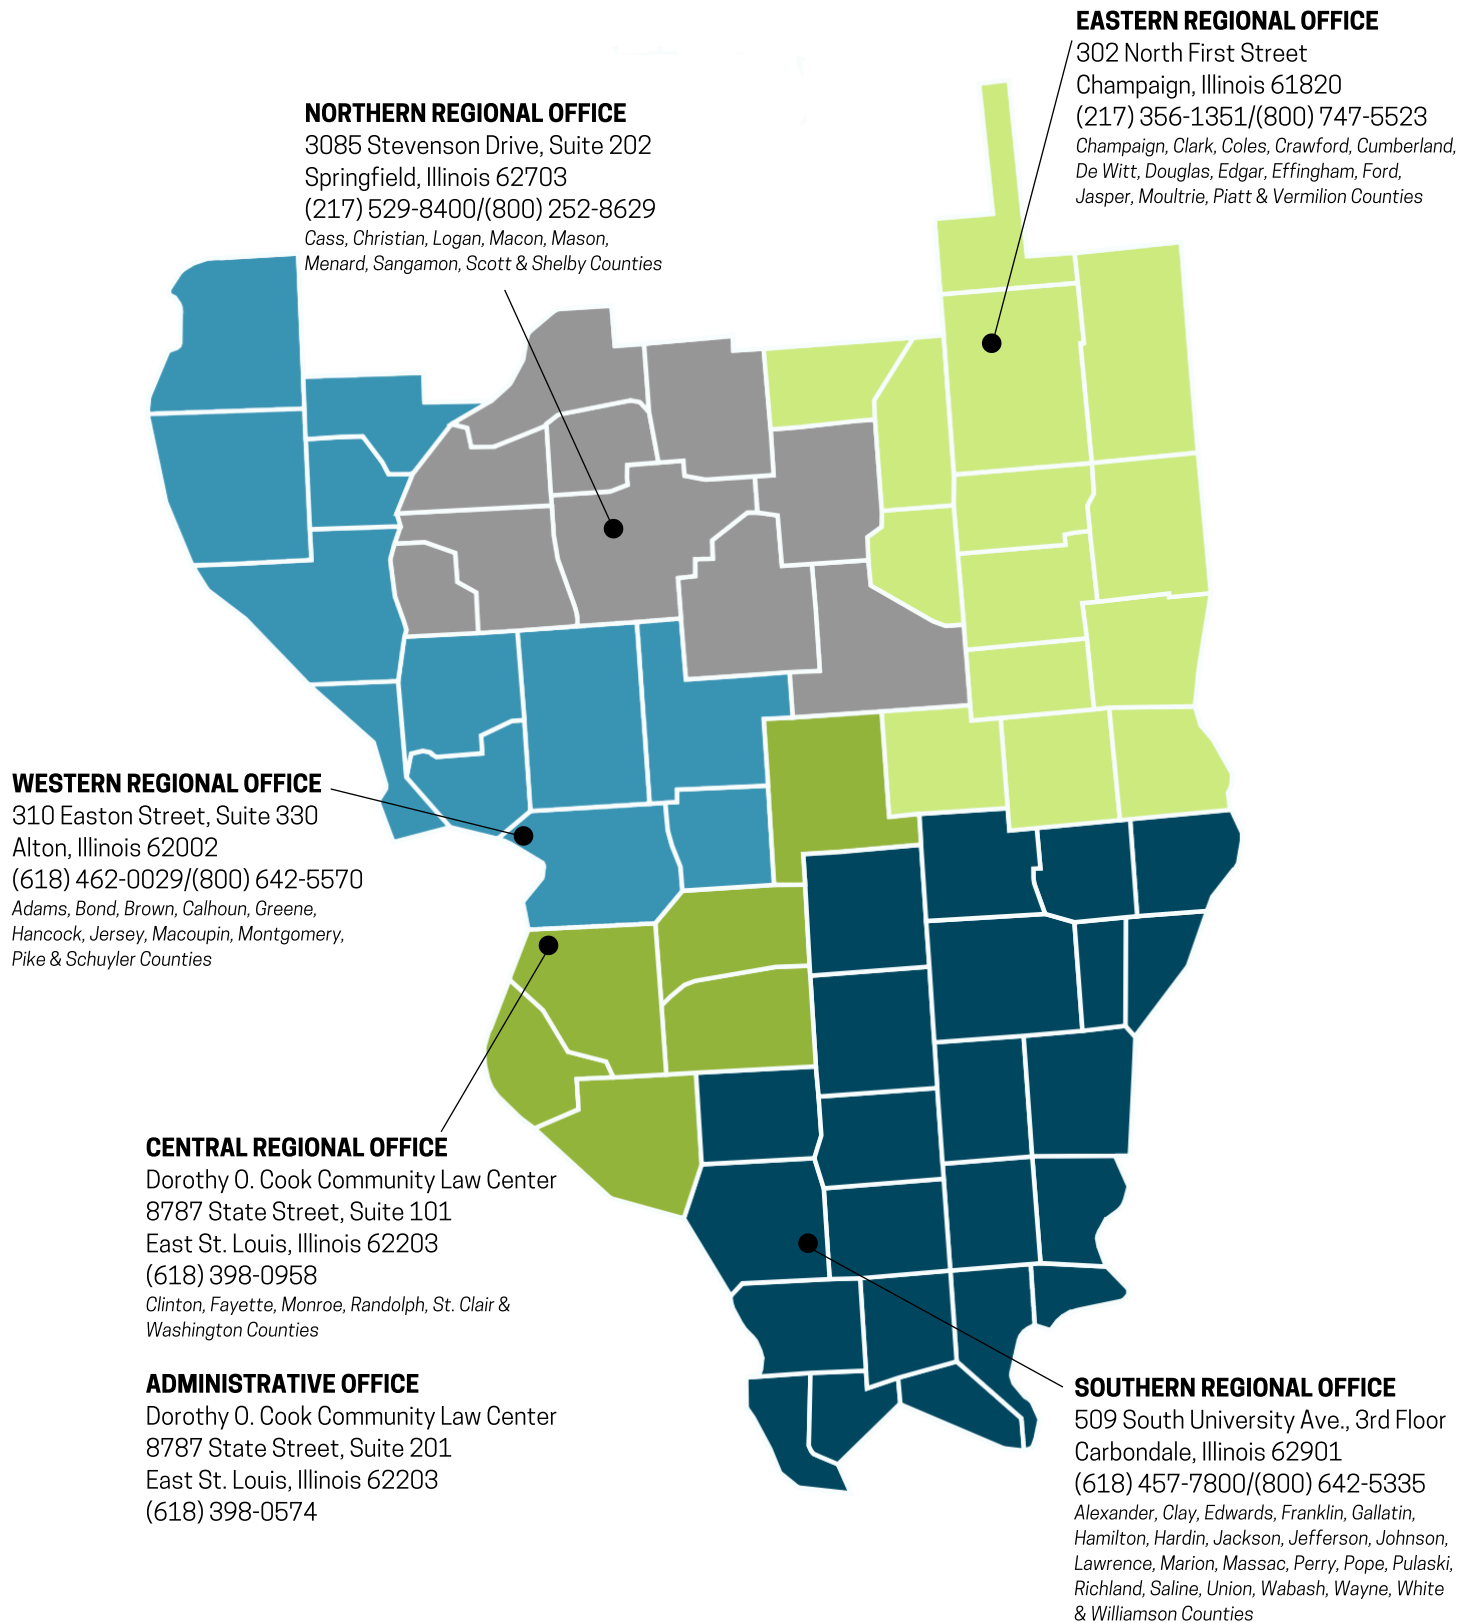 EASTERN REGIONAL OFFICE
302 North First Street
Champaign, Illinois 61820
(217) 356-1351/(800) 747-5523
Champaign, Clark, Coles, Crawford, Cumberland,
De Witt, Douglas, Edgar, Effingham, Ford,
Jasper, Moultrie, Piatt & Vermilion Counties
NORTHERN REGIONAL OFFICE
3085 Stevenson Drive, Suite 202
Springfield, Illinois 62703
(217) 529-8400/(800) 252-8629
Cass, Christian, Logan, Macon, Mason,
Menard, Sangamon, Scott & Shelby Counties
WESTERN REGIONAL OFFICE
310 Easton Street, Suite 330
Alton, Illinois 62002
(618) 462-0029/(800) 642-5570
Adams, Bond, Brown, Calhoun, Greene,
Hancock, Jersey, Macoupin, Montgomery,
Pike & Schuyler Counties
CENTRAL REGIONAL OFFICE
Dorothy O. Cook Community Law Center
8787 State Street, Suite 101
East St. Louis, Illinois 62203
(618) 398-0958
Clinton, Fayette, Monroe, Randolph, St. Clair &
Washington Counties
ADMINISTRATIVE OFFICE
Dorothy O. Cook Community Law Center
8787 State Street, Suite 201
East St. Louis, Illinois 62203
(618) 398-0574
SOUTHERN REGIONAL OFFICE
509 South University Ave., 3rd Floor
Carbondale, Illinois 62901
(618) 457-7800/(800) 642-5335
Alexander, Clay, Edwards, Franklin, Gallatin,
Hamilton, Hardin, Jackson, Jefferson, Johnson,
Lawrence, Marion, Massac, Perry, Pope, Pulaski,
Richland, Saline, Union, Wabash, Wayne, White
& Williamson Counties